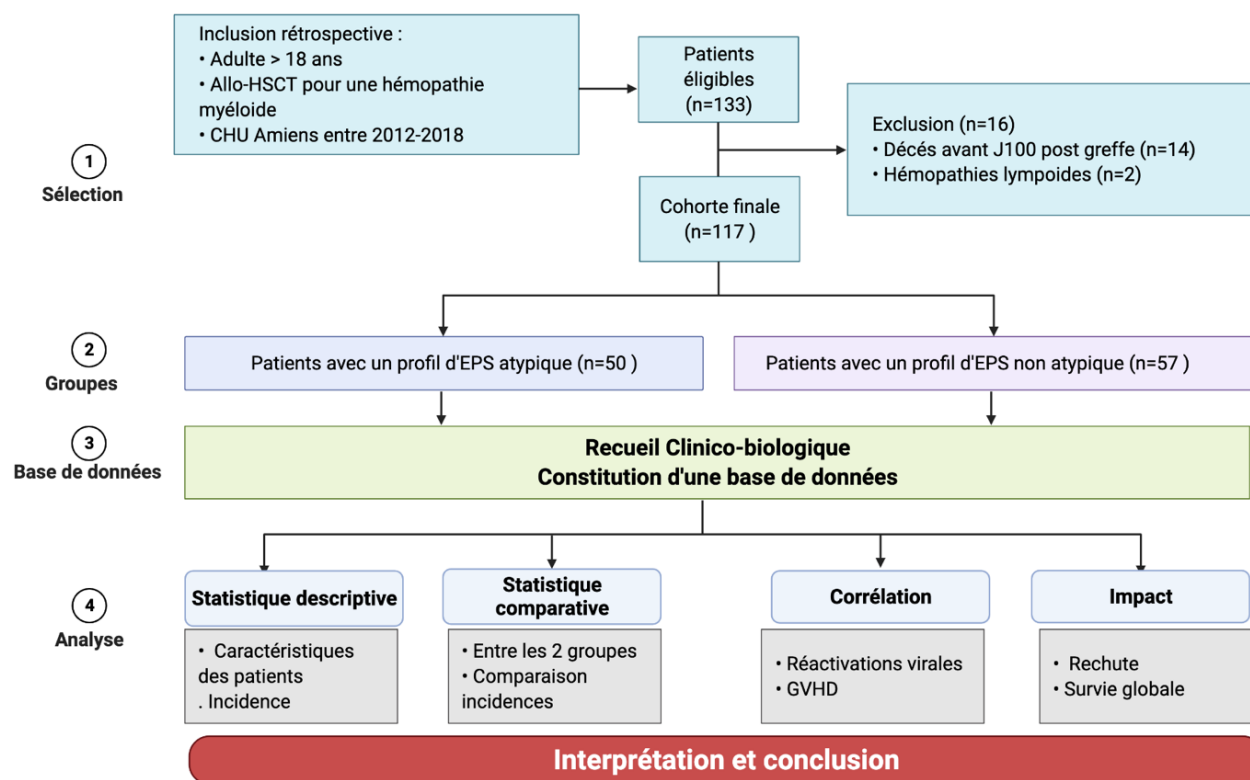 Inclusion rétrospective :
• Adulte > 18 ans
• Allo-HSCT pour une hémopathie
myéloide
• CHU Amiens entre 2012-2018
Patients
éligibles
(n=133)
Exclusion (n=16)
• Décés avant J100 post greffe (n=14)
• Hémopathies lympoides (n=2)
1
Sélection
Cohorte finale
(n=117 )
2
Groupes
Patients avec un profil d'EPS atypique (n=50 )
Patients avec un profil d'EPS non atypique (n=57 )
3
Base de données
Recueil Clinico-biologique
Constitution d'une base de données
4
Analyse
Statistique descriptive
• Caractéristiques
des patients
. Incidence
Statistique
comparative
• Entre les 2 groupes
• Comparaison
incidences
Corrélation
• Réactivations virales
• GVHD
Impact
• Rechute
• Survie globale
Interprétation et conclusion